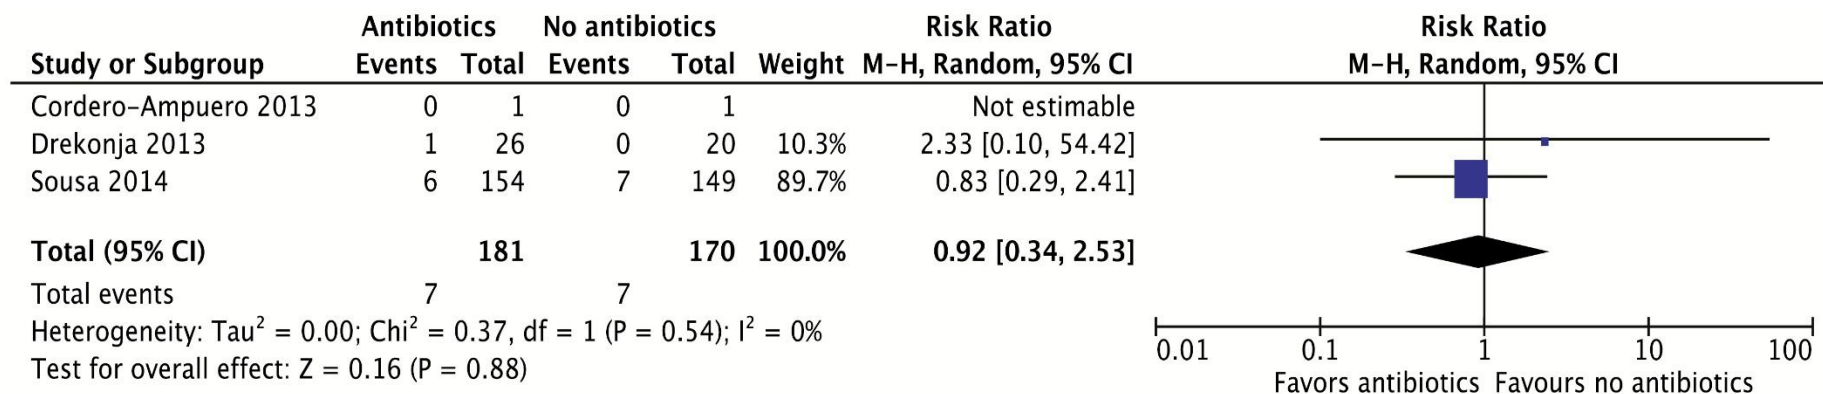 Antibiotics No antibiotics Risk Ratio Risk Ratio
Study or Subgroup Events Total Events Total Weight M-H, Random, 95% CI M-H, Random, 95% CI
Cordero-Ampuero 2013 0 1 0 1 Not estimable
Drekonja 2013 1 26 0 20 10.3% 2.33 [0.10, 54.42]
Sousa 2014 6 154 7 149 89.7% 0.83 [0.29, 2.41]
Total (95% CI) 181 170 100.0% 0.92 [0.34, 2.53]
Total events 7 7
Heterogeneity: Tau² = 0.00; Chi² = 0.37, df = 1 (P = 0.54); I² = 0%
Test for overall effect: Z = 0.16 (P = 0.88)
0.01 0.1 1 10 100
Favors antibiotics Favours no antibiotics